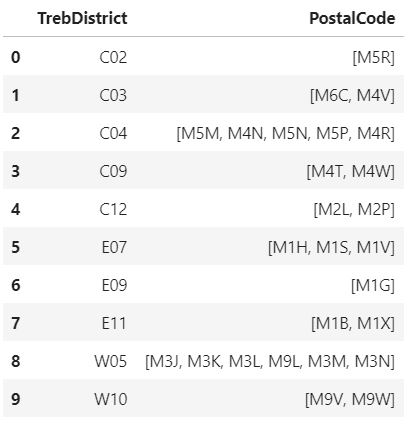 TrebDistrict PostalCode
0 C02 [M5R]
1 C03 [M6C, M4V]
2 C04 [M5M, M4N, M5N, M5P, M4R]
3 C09 [M4T, M4W]
4 C12 [M2L, M2P]
5 E07 [M1H, M1S, M1V]
6 E09 [M1G]
7 E11 [M1B, M1X]
8 W05 [M3J, M3K, M3L, M9L, M3M, M3N]
9 W10 [M9V, M9W]